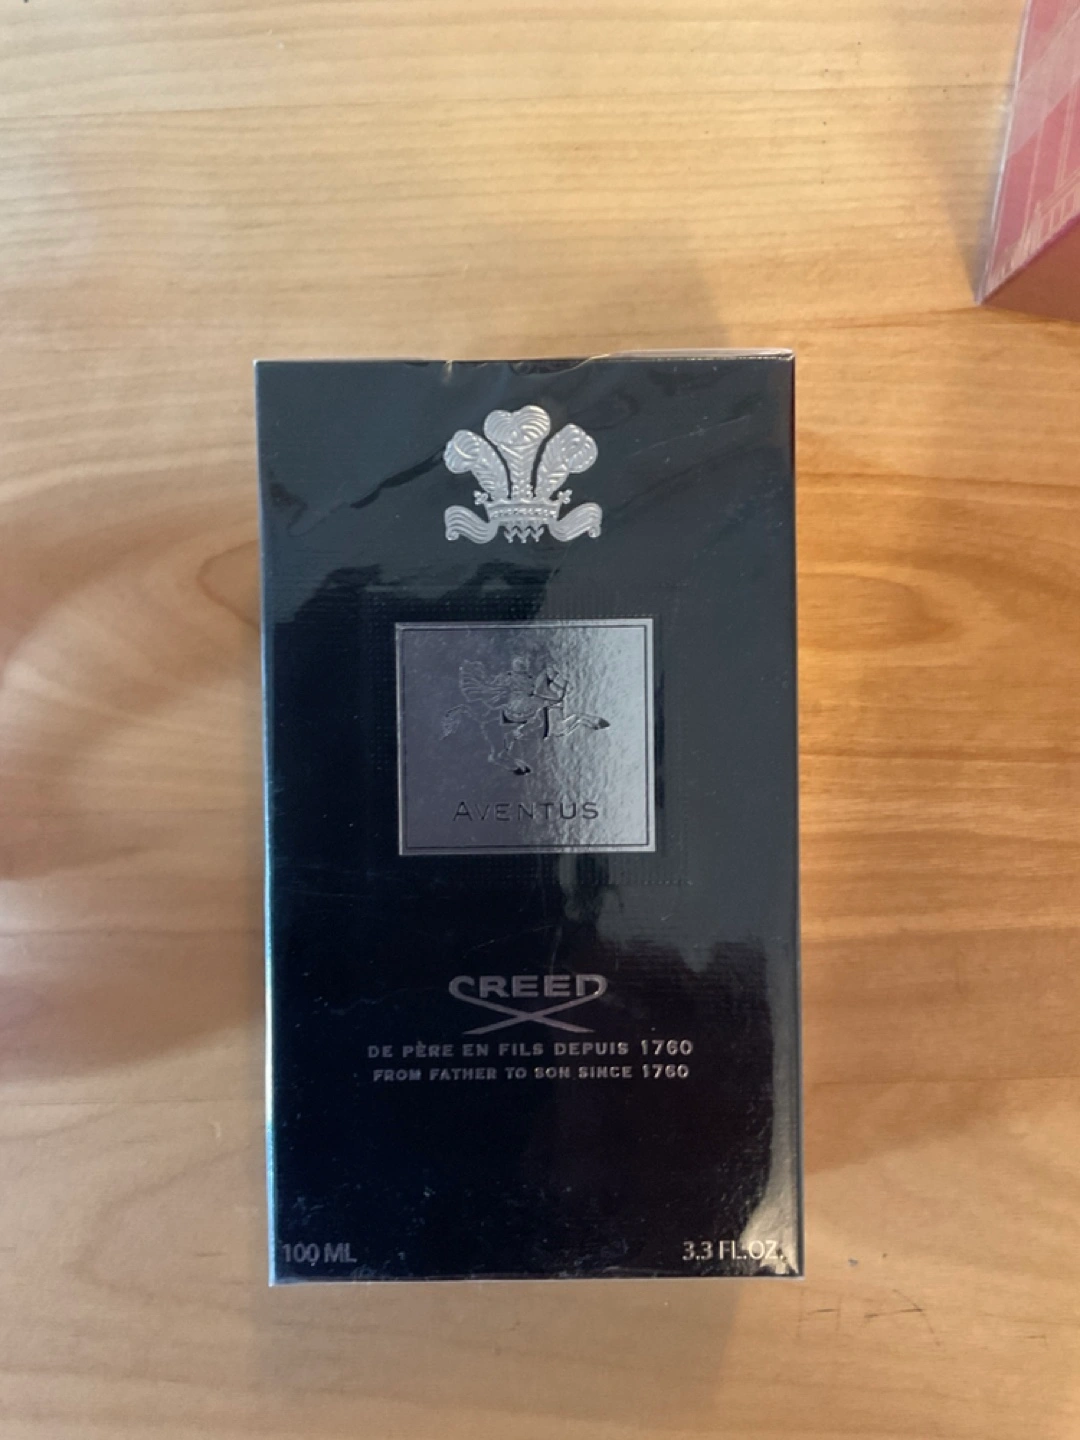 AVENTUS
CREED
DE PÈRE EN FILS DEPUIS 1760
FROM FATHER TO SON SINCE 1760
100 ML
3.3 FL.OZ.